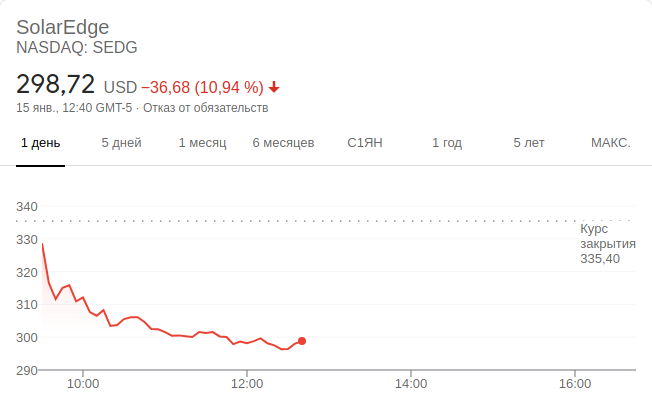 SolarEdge
NASDAQ: SEDG
298,72 USD −36,68 (10,94 %)
15 янв., 12:40 GMT-5 · Отказ от обязательств
1 день 5 дней 1 месяц 6 месяцев С1ЯН 1 год 5 лет МАКС.
340
Курс
330
закрытия
335,40
320
310
300
290
10:00 12:00 14:00 16:00